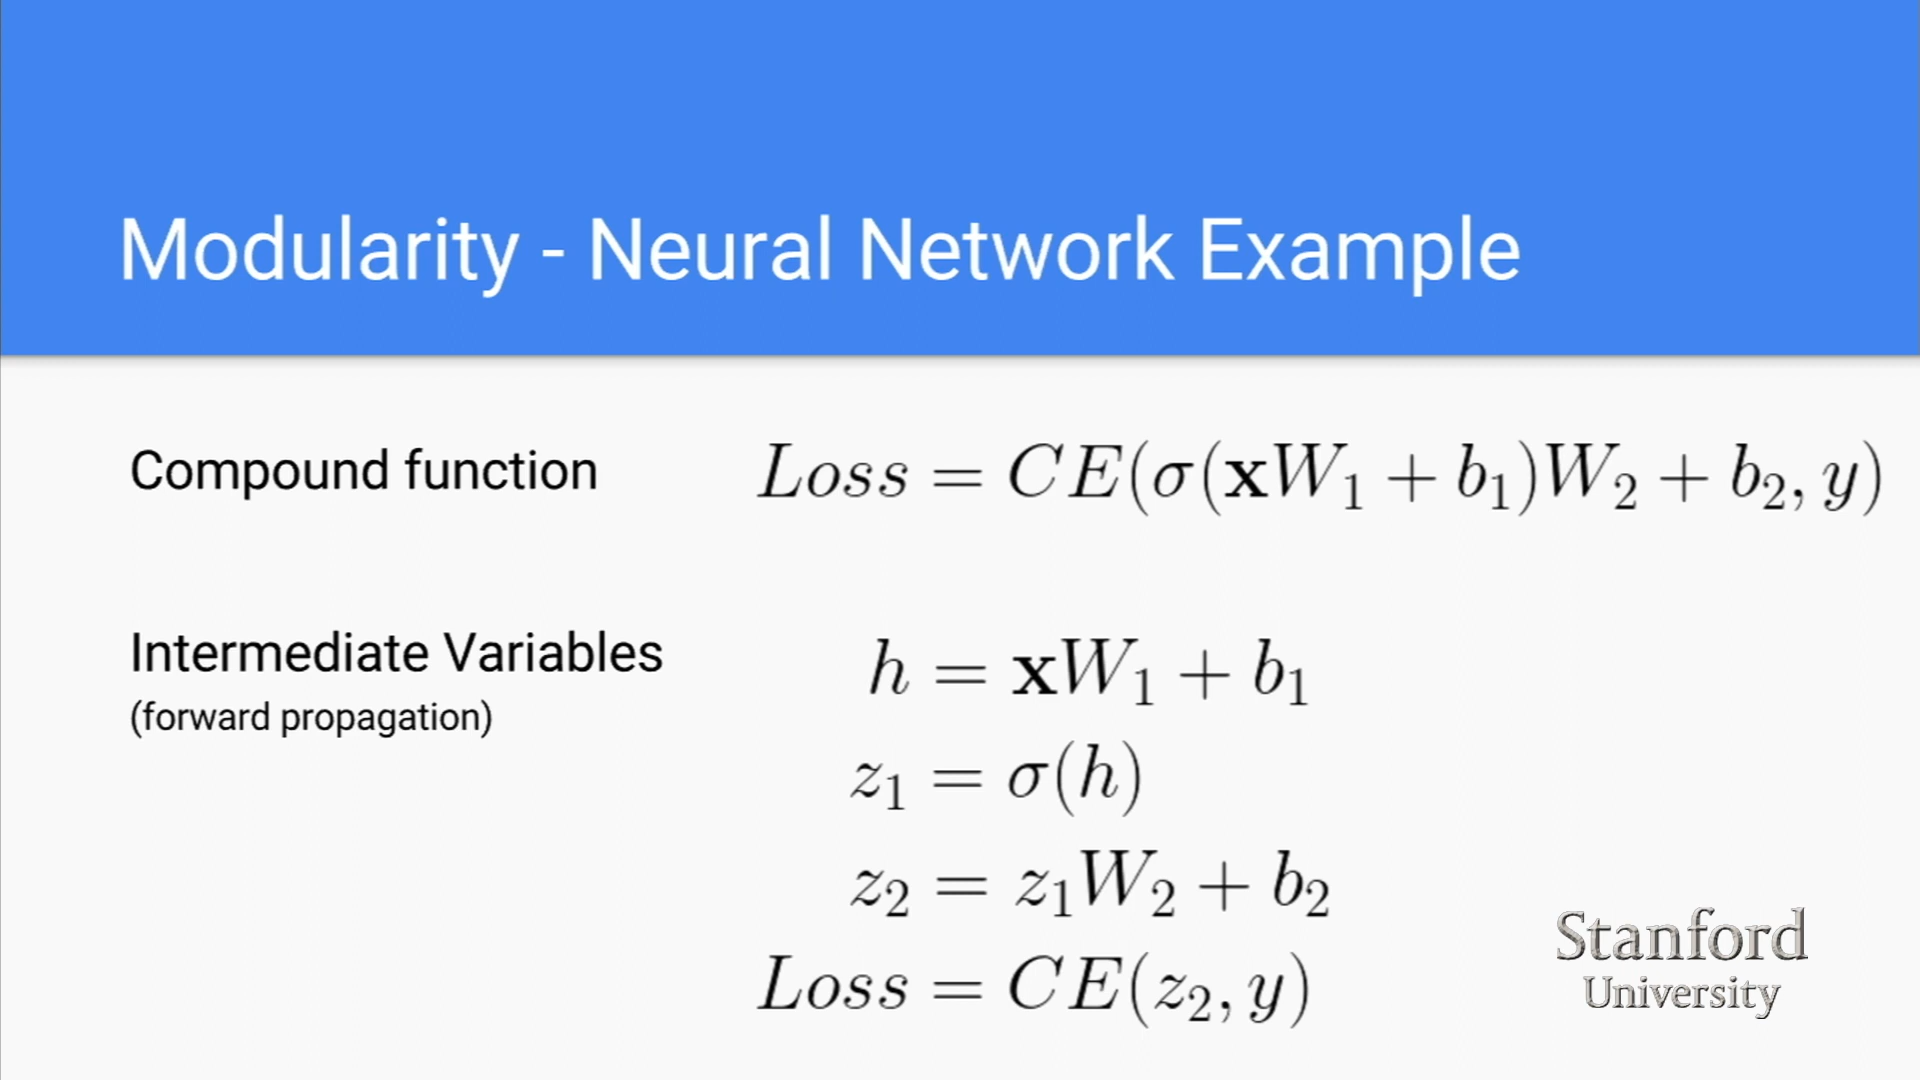 Modularity - Neural Network Example
Compound function
Loss = CE(σ(xW₁ + b₁)W₂ + b₂, y)
Intermediate Variables
(forward propagation)
h = xW₁ + b₁
z₁ = σ(h)
z₂ = z₁W₂ + b₂
Loss = CE(z₂, y)
Stanford
University